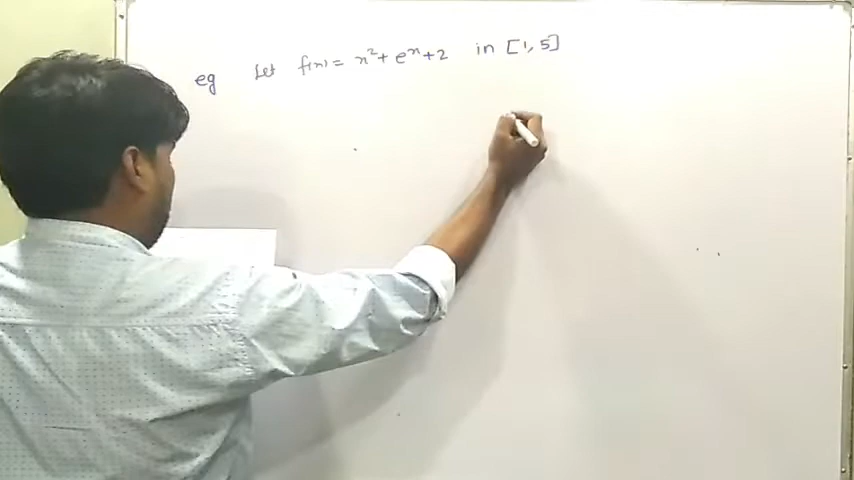 eg Let f(x) = x² + eˣ + 2 in [1, 5]